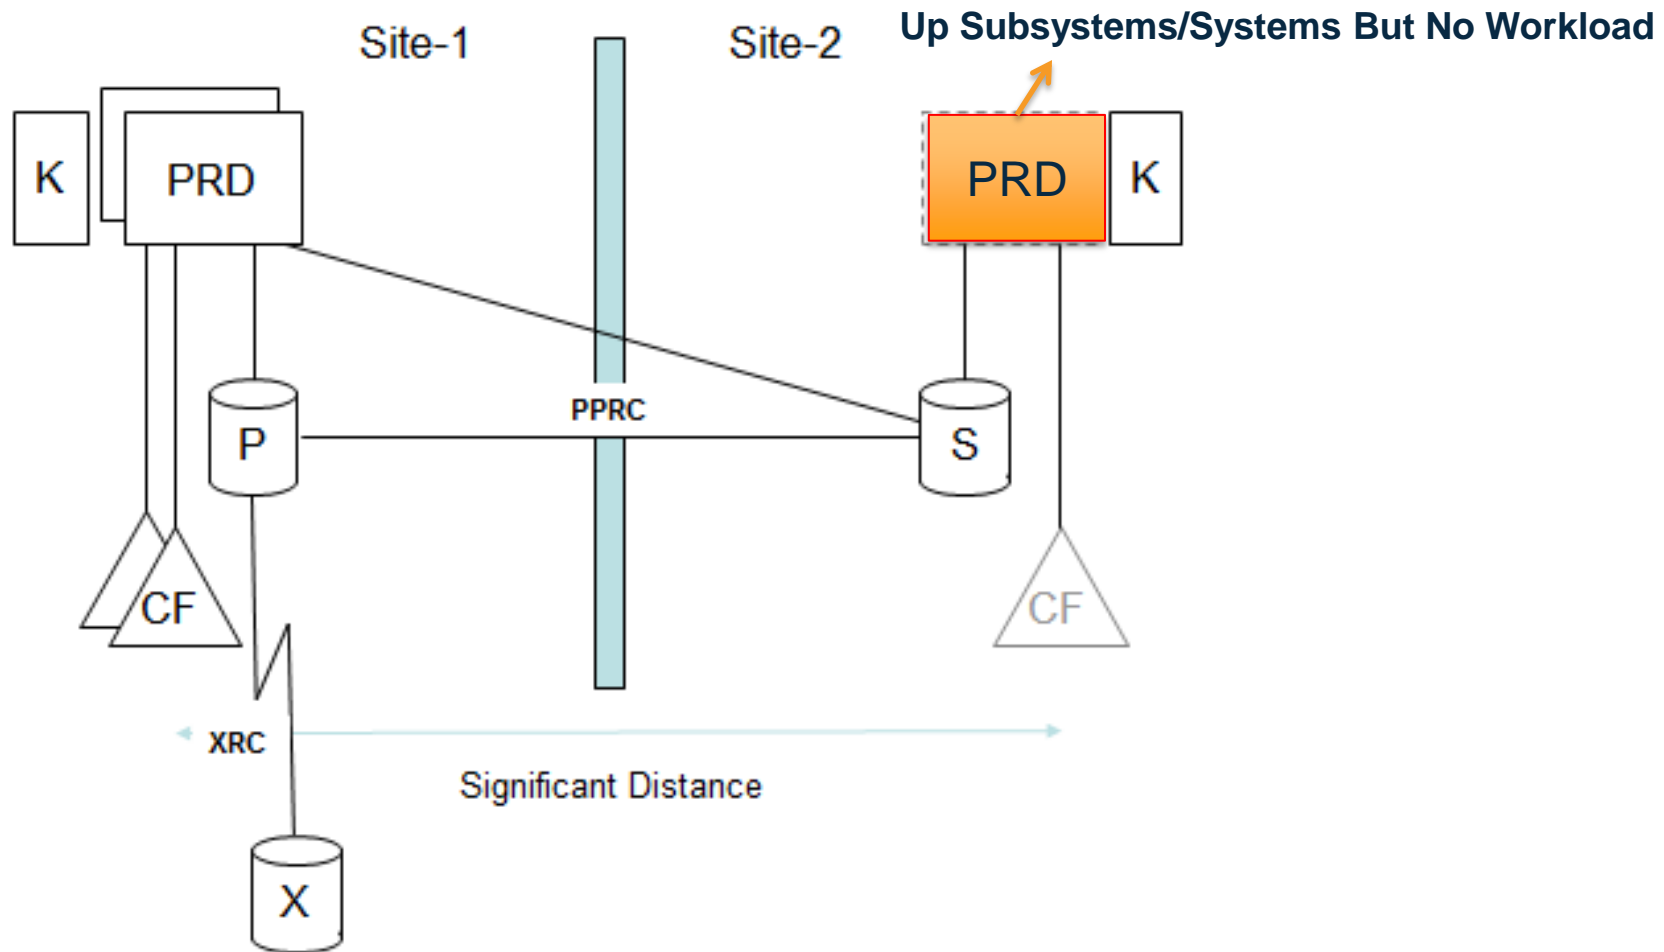 Up Subsystems/Systems But No Workload
Site-1
Site-2
K
PRD
PRD
K
PPRC
P
S
CF
CF
XRC
Significant Distance
X